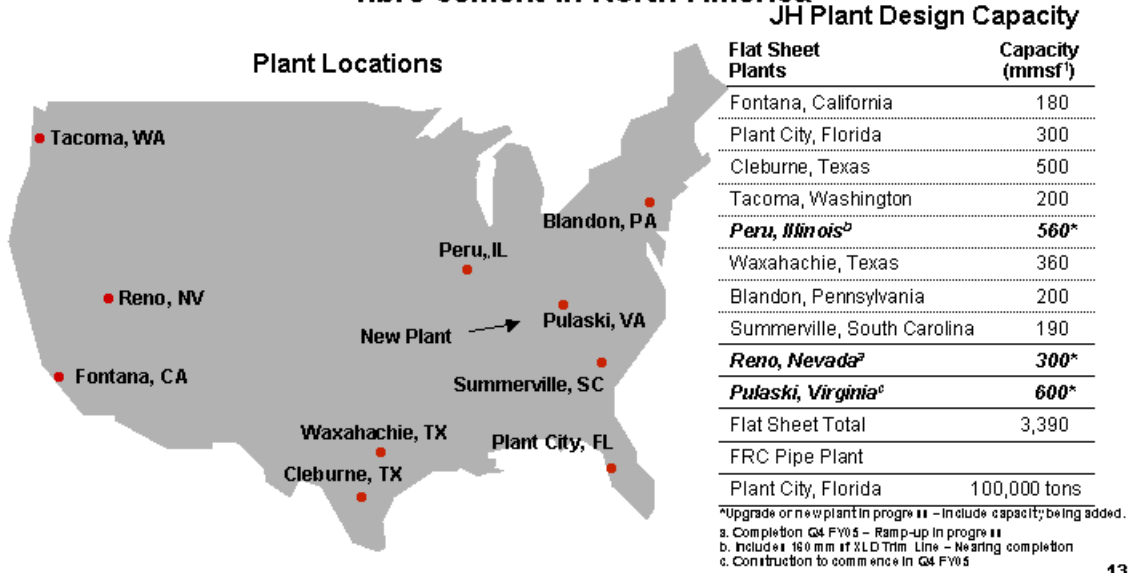 JH Plant Design Capacity
Plant Locations
Tacoma, WA
Blandon, PA
Peru, IL
Reno, NV
New Plant
Pulaski, VA
Fontana, CA
Summerville, SC
Waxahachie, TX
Plant City, FL
Cleburne, TX
Flat Sheet Plants Capacity (mmsf¹)
Fontana, California 180
Plant City, Florida 300
Cleburne, Texas 500
Tacoma, Washington 200
Peru, Illinoisᵇ 560*
Waxahachie, Texas 360
Blandon, Pennsylvania 200
Summerville, South Carolina 190
Reno, Nevadaᵃ 300*
Pulaski, Virginiaᶜ 600*
Flat Sheet Total 3,390
FRC Pipe Plant
Plant City, Florida 100,000 tons
*Upgrade or new plant in progress – include capacity being added.
a. Completion Q4 FY05 – Ramp-up in progress
b. Includes 160 mmsf XLD Trim Line – Nearing completion
c. Construction to commence in Q4 FY05
13